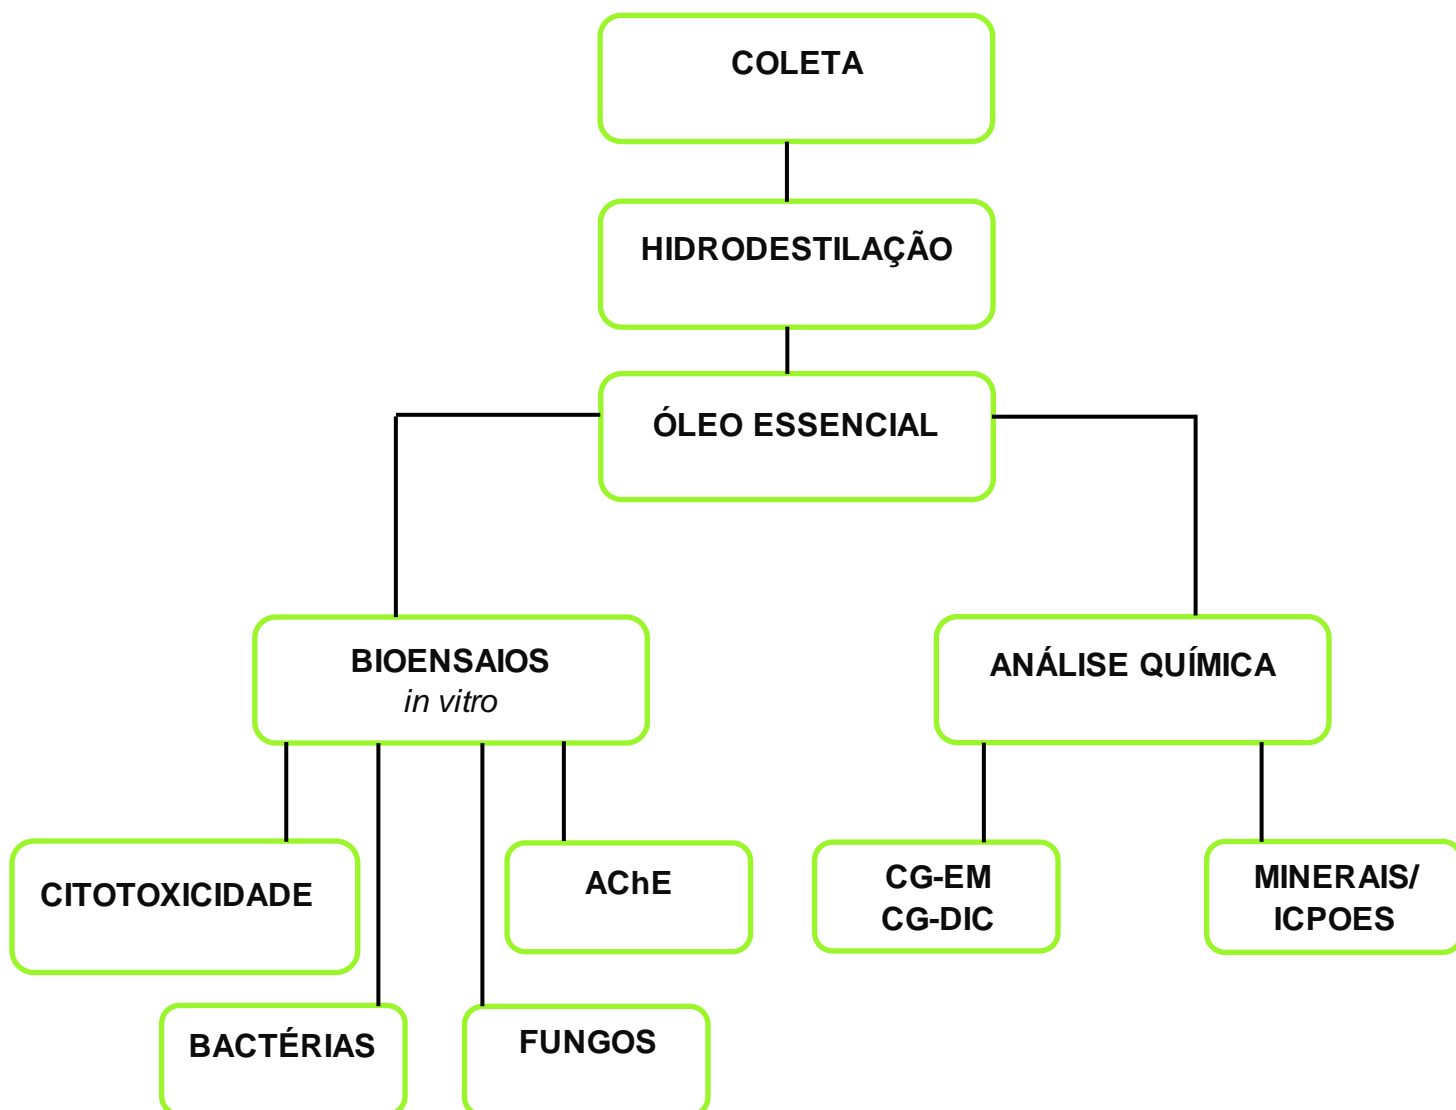 COLETA
HIDRODESTILAÇÃO
ÓLEO ESSENCIAL
BIOENSAIOS
in vitro
ANÁLISE QUÍMICA
CITOTOXICIDADE
AChE
CG-EM
CG-DIC
MINERAIS/
ICPOES
BACTÉRIAS
FUNGOS